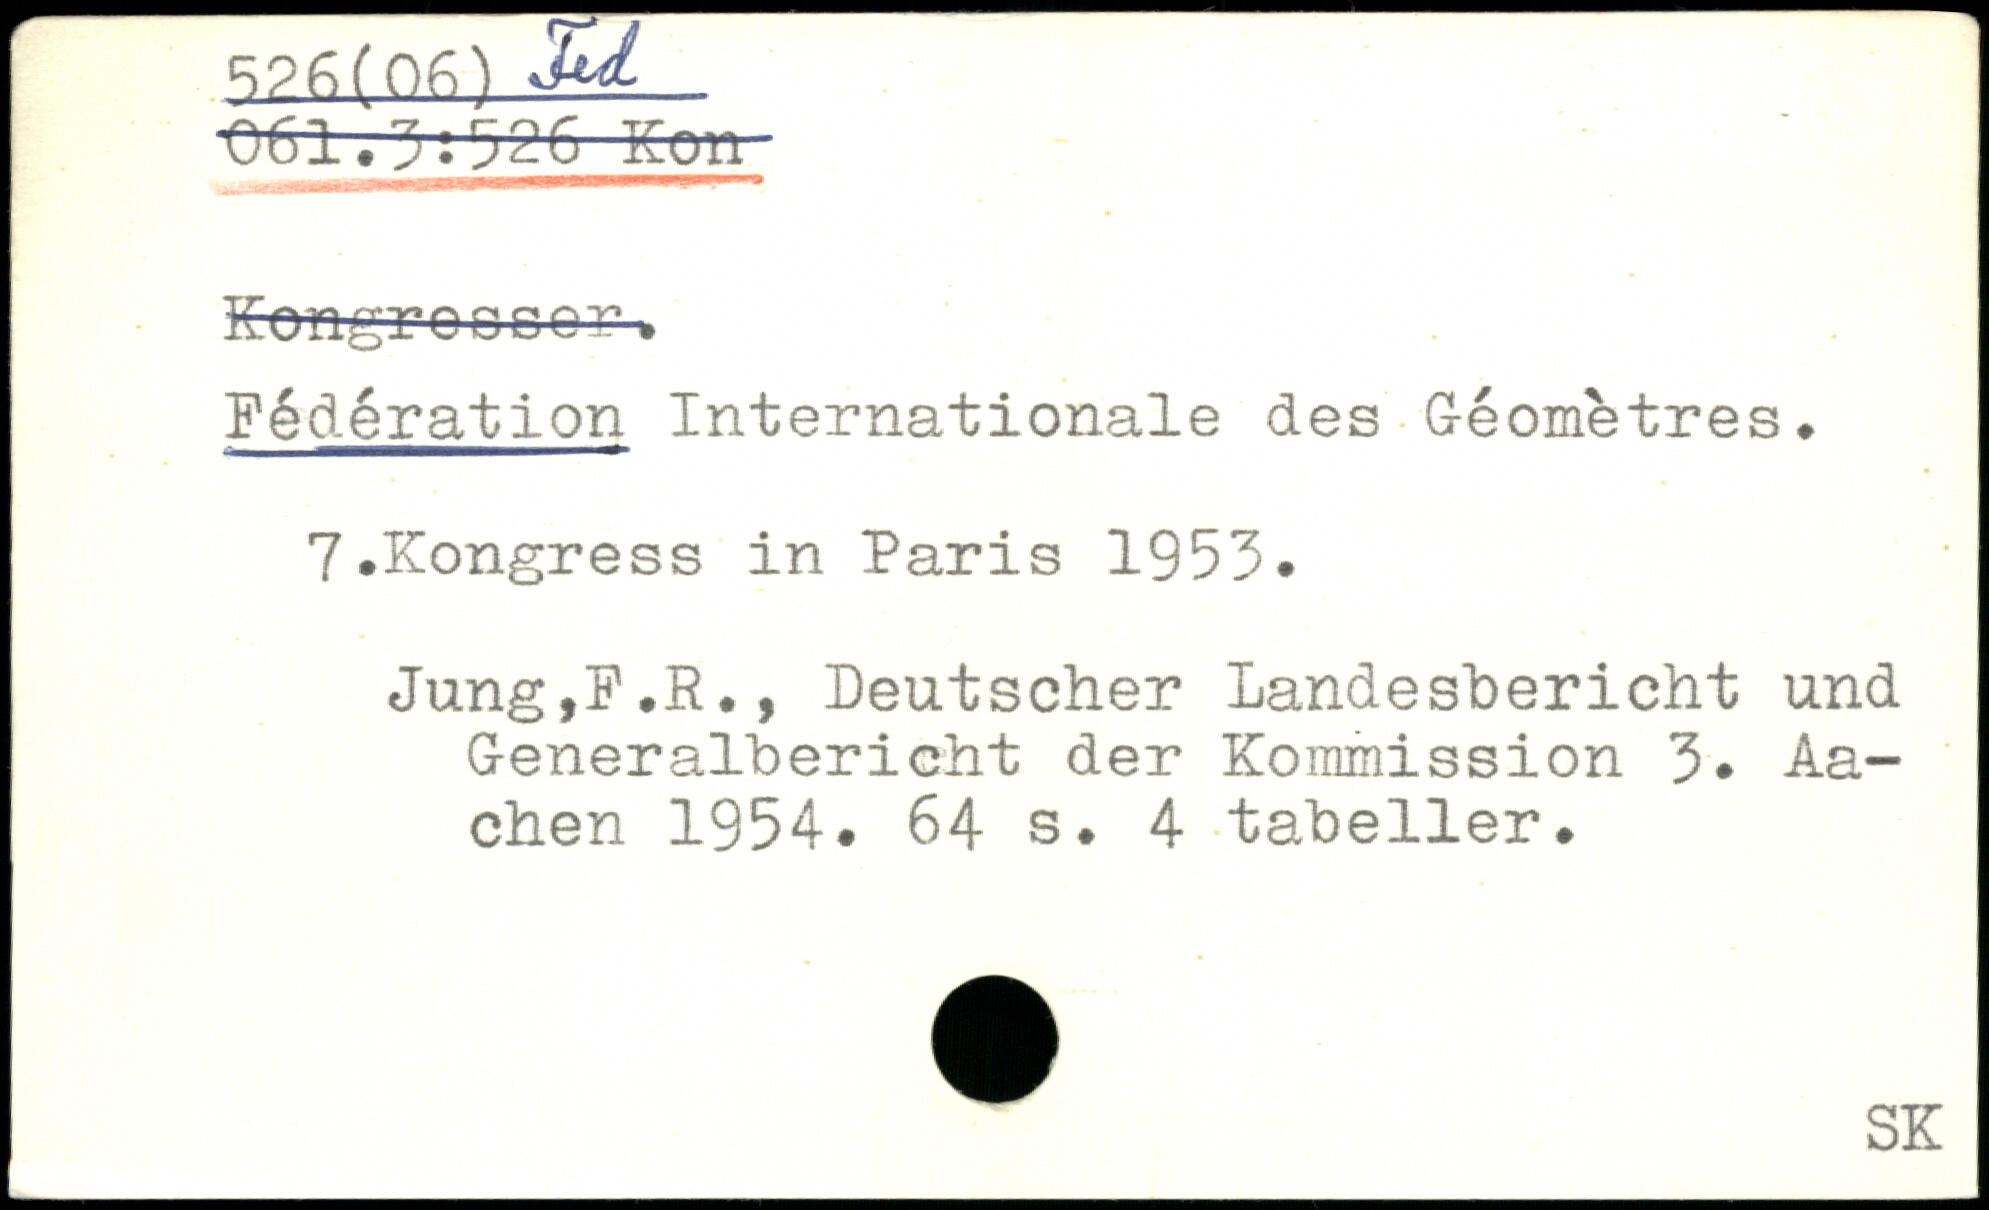 526(06) Fed
061.3:526 Kon
Kongresser.
Fédération Internationale des Géomètres.
7.Kongress in Paris 1953.
Jung,F.R., Deutscher Landesbericht und
Generalbericht der Kommission 3. Aa-
chen 1954. 64 s. 4 tabeller.
SK